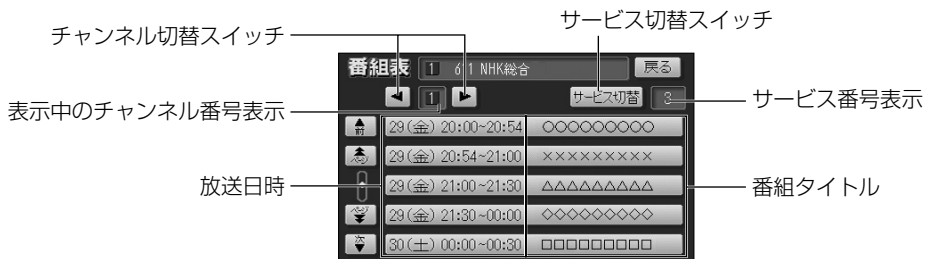 サービス切替スイッチ
チャンネル切替スイッチ
番組表 1 611 NHK総合 戻る
1 サービス切替 3
表示中のチャンネル番号表示
サービス番号表示
前 29(金) 20:00~20:54 ○○○○○○○○○
29(金) 20:54~21:00 ×××××××××
放送日時
29(金) 21:00~21:30 △△△△△△△△△
番組タイトル
29(金) 21:30~00:00 ◇◇◇◇◇◇◇◇◇
次 30(土) 00:00~00:30 □□□□□□□□□